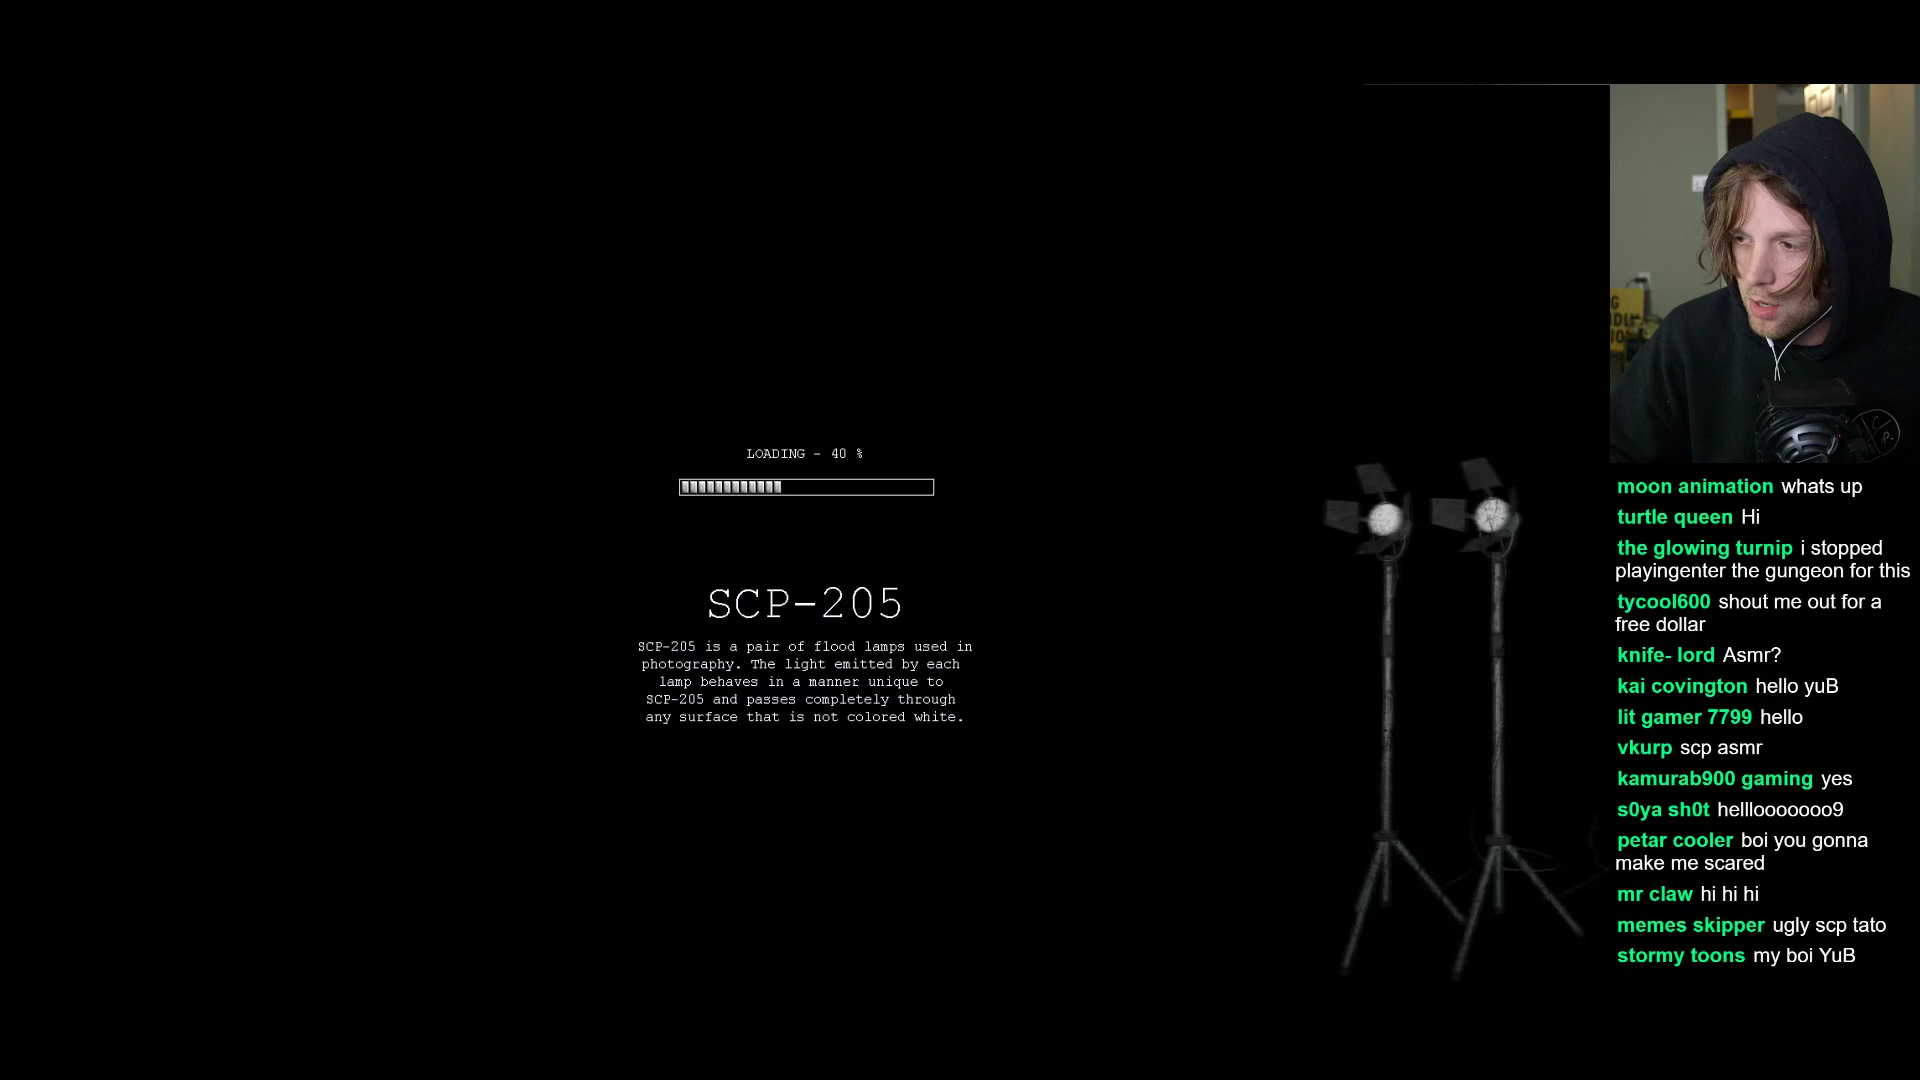 LOADING - 40 %
SCP-205
SCP-205 is a pair of flood lamps used in
photography. The light emitted by each
lamp behaves in a manner unique to
SCP-205 and passes completely through
any surface that is not colored white.
moon animation whats up
turtle queen Hi
the glowing turnip i stopped
playingenter the gungeon for this
tycool600 shout me out for a
free dollar
knife- lord Asmr?
kai covington hello yuB
lit gamer 7799 hello
vkurp scp asmr
kamurab900 gaming yes
s0ya sh0t helllooooooo9
petar cooler boi you gonna
make me scared
mr claw hi hi hi
memes skipper ugly scp tato
stormy toons my boi YuB